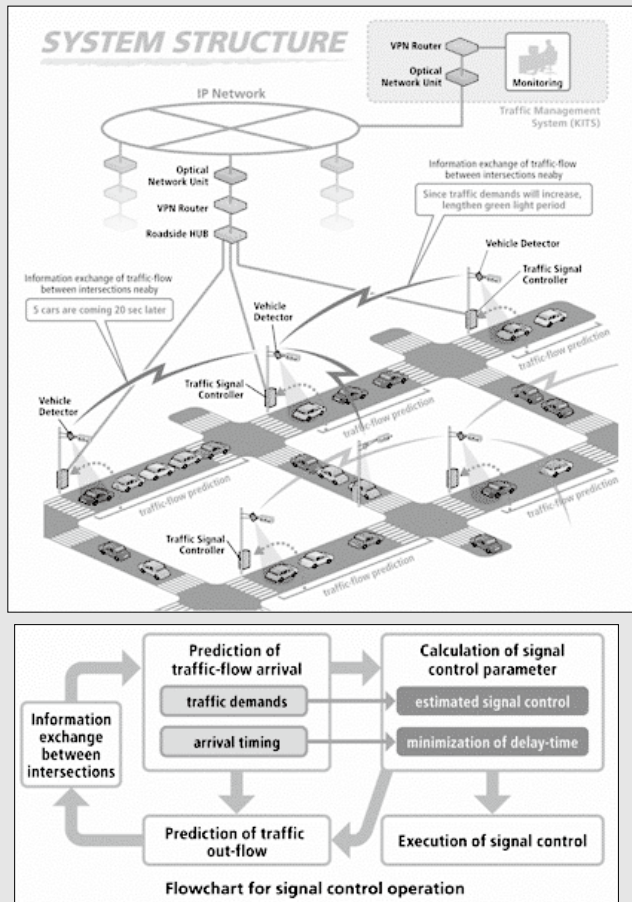 SYSTEM STRUCTURE
VPN Router
Optical
Network Unit
Monitoring
Traffic Management
System (KITS)
IP Network
Optical
Network Unit
VPN Router
Roadside HUB
Information exchange of traffic-flow
between intersections neaby
Since traffic demands will increase,
lengthen green light period
Vehicle Detector
Traffic Signal
Controller
Information exchange of traffic-flow
between intersections neaby
5 cars are coming 20 sec later
Vehicle
Detector
Traffic Signal
Controller
Vehicle
Detector
traffic-flow prediction
traffic-flow prediction
traffic-flow prediction
traffic-flow prediction
Traffic Signal
Controller
traffic-flow prediction
Prediction of
traffic-flow arrival
traffic demands
arrival timing
Calculation of signal
control parameter
estimated signal control
minimization of delay-time
Information
exchange
between
intersections
Prediction of traffic
out-flow
Execution of signal control
Flowchart for signal control operation